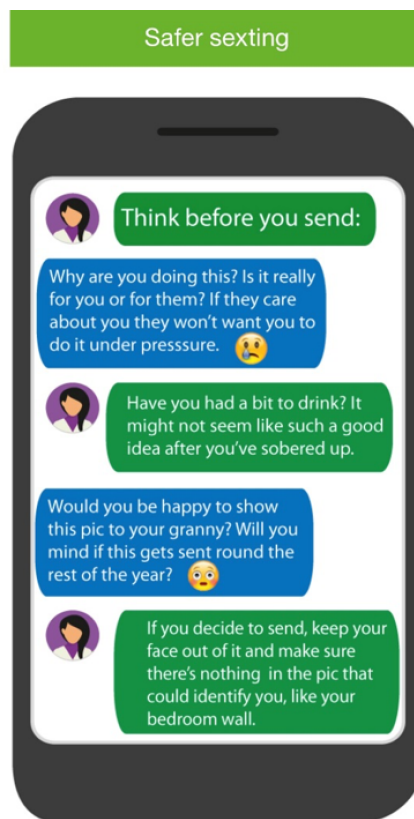 Safer sexting
Think before you send:
Why are you doing this? Is it really
for you or for them? If they care
about you they won't want you to
do it under presssure.
Have you had a bit to drink? It
might not seem like such a good
idea after you've sobered up.
Would you be happy to show
this pic to your granny? Will you
mind if this gets sent round the
rest of the year?
If you decide to send, keep your
face out of it and make sure
there's nothing in the pic that
could identify you, like your
bedroom wall.